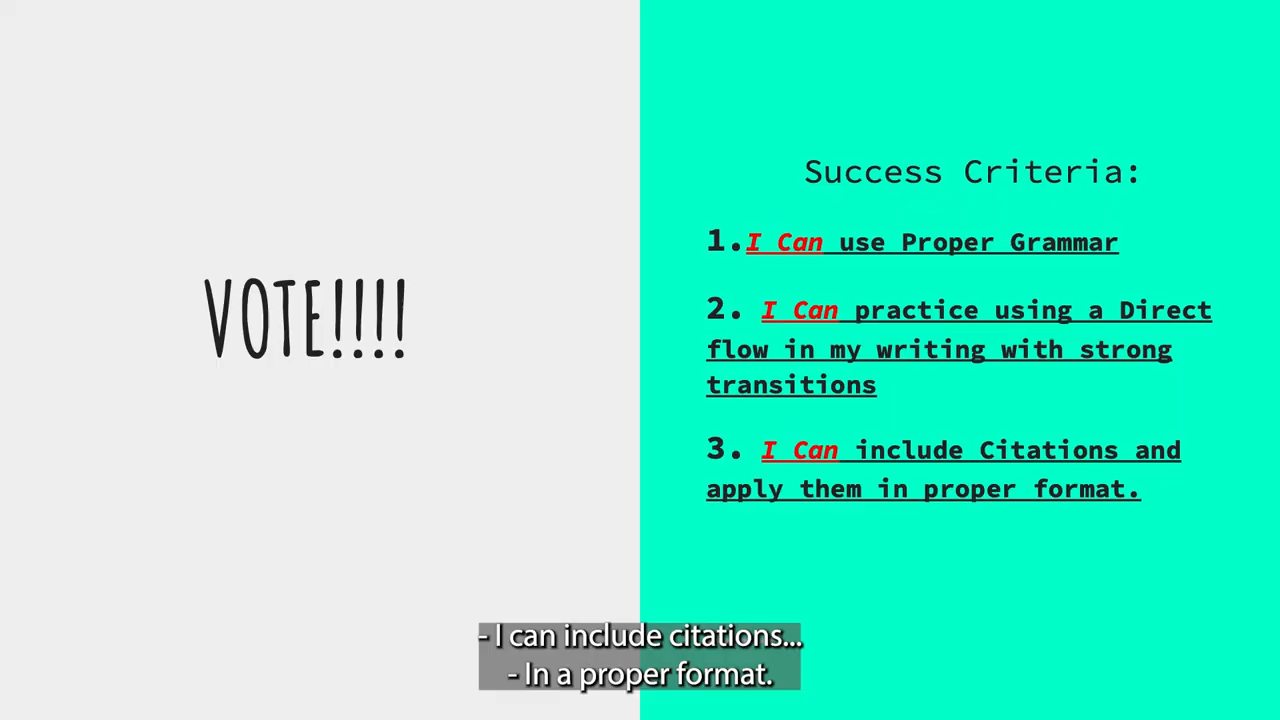 VOTE!!!!
Success Criteria:
1.I Can use Proper Grammar
2. I Can practice using a Direct
flow in my writing with strong
transitions
3. I Can include Citations and
apply them in proper format.
- I can include citations...
- In a proper format.